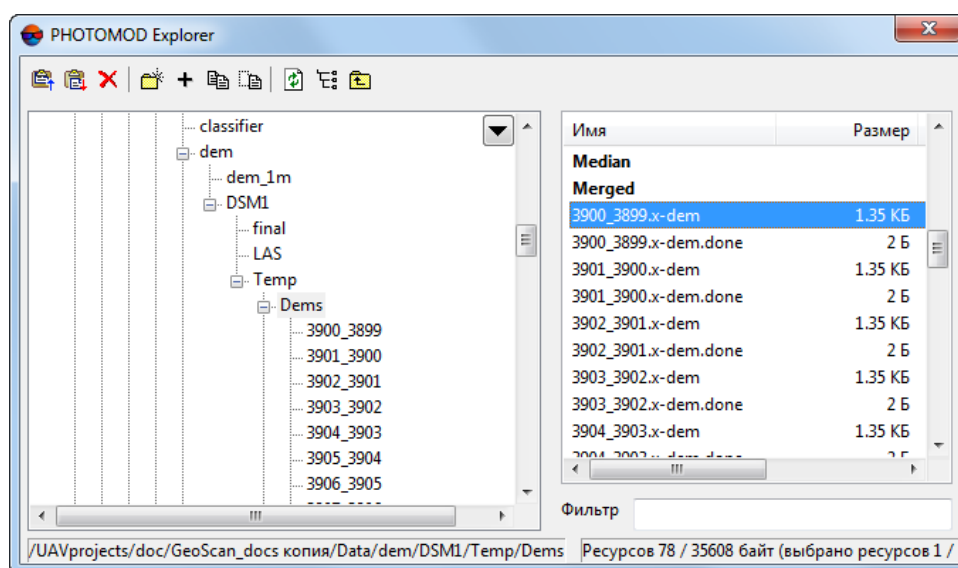 PHOTOMOD Explorer
classifier
dem
dem_1m
DSM1
final
LAS
Temp
Dems
3900_3899
3901_3900
3902_3901
3903_3902
3904_3903
3905_3904
3906_3905
Имя Размер
Median
Merged
3900_3899.x-dem 1.35 КБ
3900_3899.x-dem.done 2 Б
3901_3900.x-dem 1.35 КБ
3901_3900.x-dem.done 2 Б
3902_3901.x-dem 1.35 КБ
3902_3901.x-dem.done 2 Б
3903_3902.x-dem 1.35 КБ
3903_3902.x-dem.done 2 Б
3904_3903.x-dem 1.35 КБ
Фильтр
/UAVprojects/doc/GeoScan_docs копия/Data/dem/DSM1/Temp/Dems Ресурсов 78 / 35608 байт (выбрано ресурсов 1 /